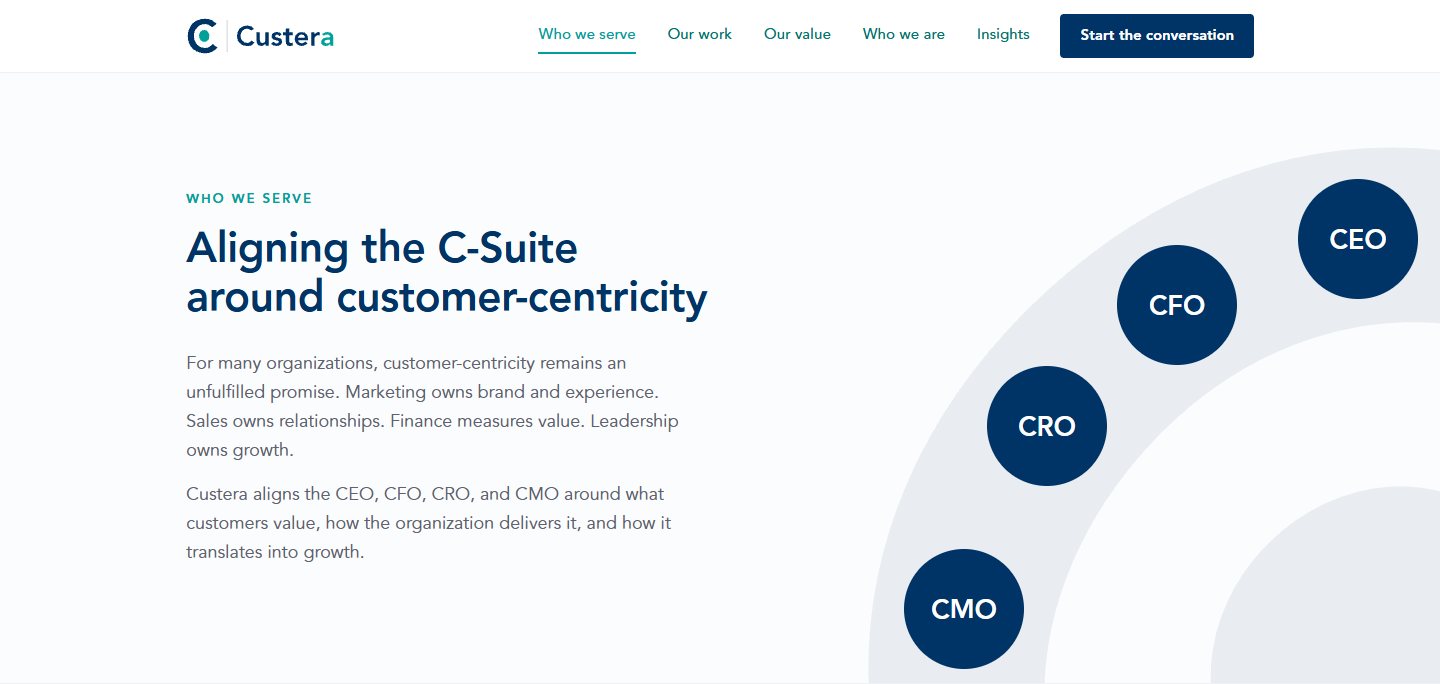 Custera
Who we serve
Our work
Our value
Who we are
Insights
Start the conversation
WHO WE SERVE
Aligning the C-Suite
around customer-centricity
For many organizations, customer-centricity remains an
unfulfilled promise. Marketing owns brand and experience.
Sales owns relationships. Finance measures value. Leadership
owns growth.
Custera aligns the CEO, CFO, CRO, and CMO around what
customers value, how the organization delivers it, and how it
translates into growth.
CEO
CFO
CRO
CMO